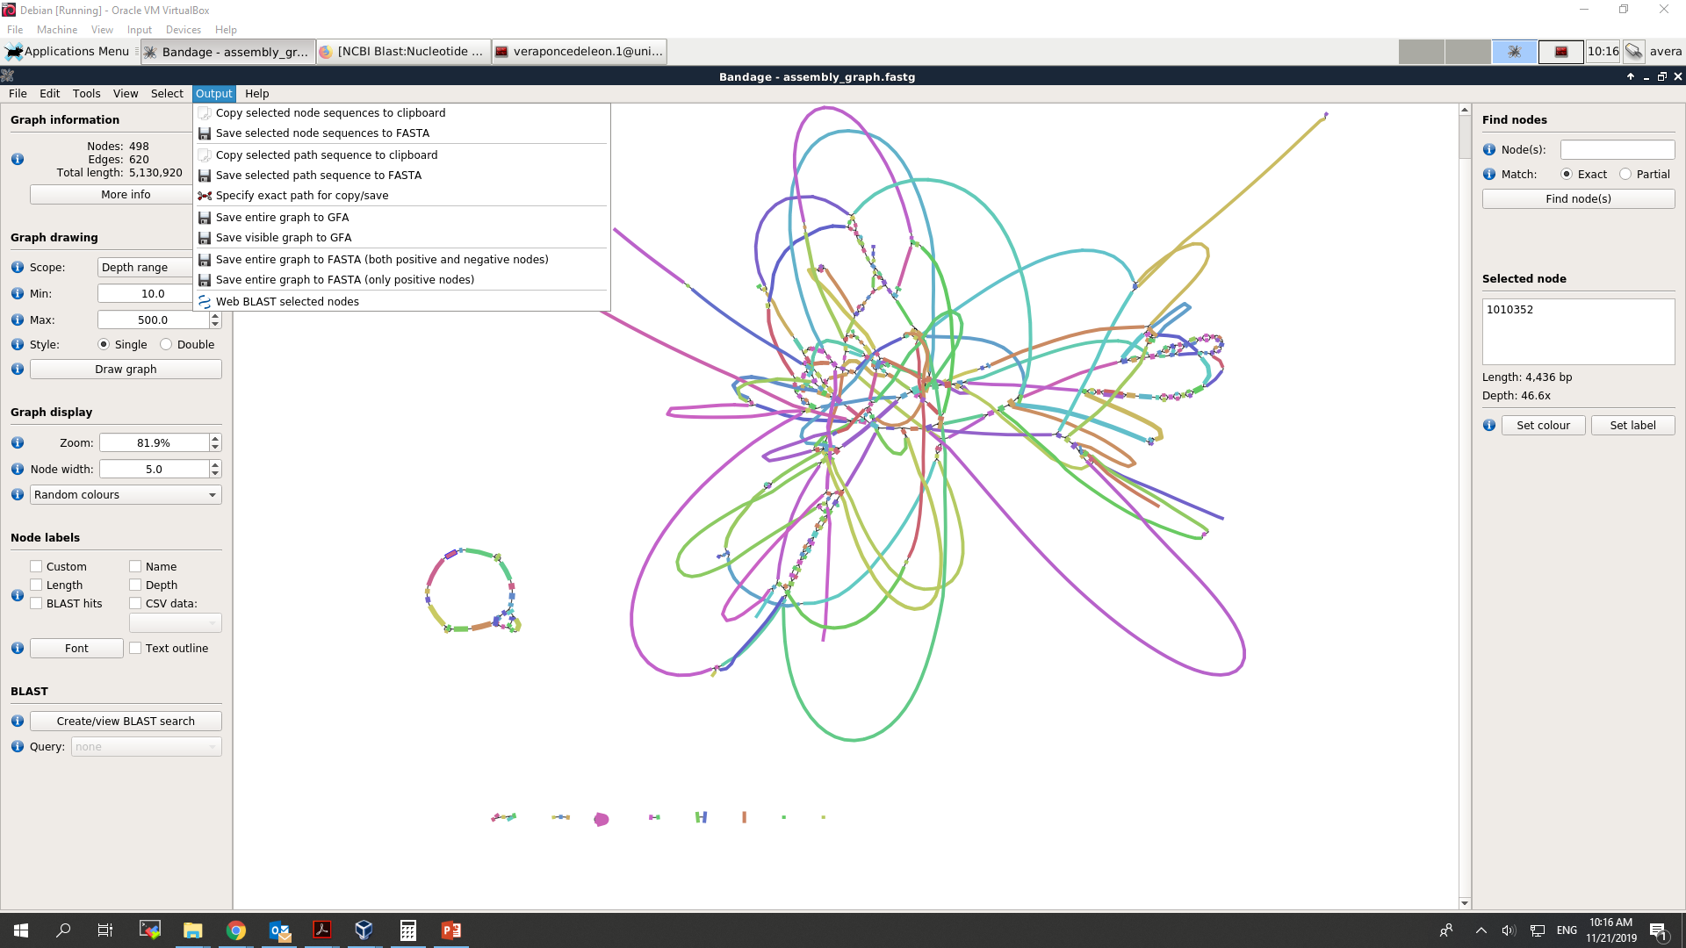 Debian [Running] - Oracle VM VirtualBox
File Machine View Input Devices Help
Applications Menu Bandage - assembly_gr... [NCBI Blast:Nucleotide ... veraponcedeleon.1@uni... 10:16 avera
Bandage - assembly_graph.fastg
File Edit Tools View Select Output Help
Graph information
Nodes: 498
Edges: 620
Total length: 5,130,920
More info
Graph drawing
Scope: Depth range
Min: 10.0
Max: 500.0
Style: Single Double
Draw graph
Graph display
Zoom: 81.9%
Node width: 5.0
Random colours
Node labels
Custom Name
Length Depth
BLAST hits CSV data:
Font Text outline
BLAST
Create/view BLAST search
Query: none
Copy selected node sequences to clipboard
Save selected node sequences to FASTA
Copy selected path sequence to clipboard
Save selected path sequence to FASTA
Specify exact path for copy/save
Save entire graph to GFA
Save visible graph to GFA
Save entire graph to FASTA (both positive and negative nodes)
Save entire graph to FASTA (only positive nodes)
Web BLAST selected nodes
Find nodes
Node(s):
Match: Exact Partial
Find node(s)
Selected node
1010352
Length: 4,436 bp
Depth: 46.6x
Set colour Set label
ENG
10:16 AM
11/21/2019
1